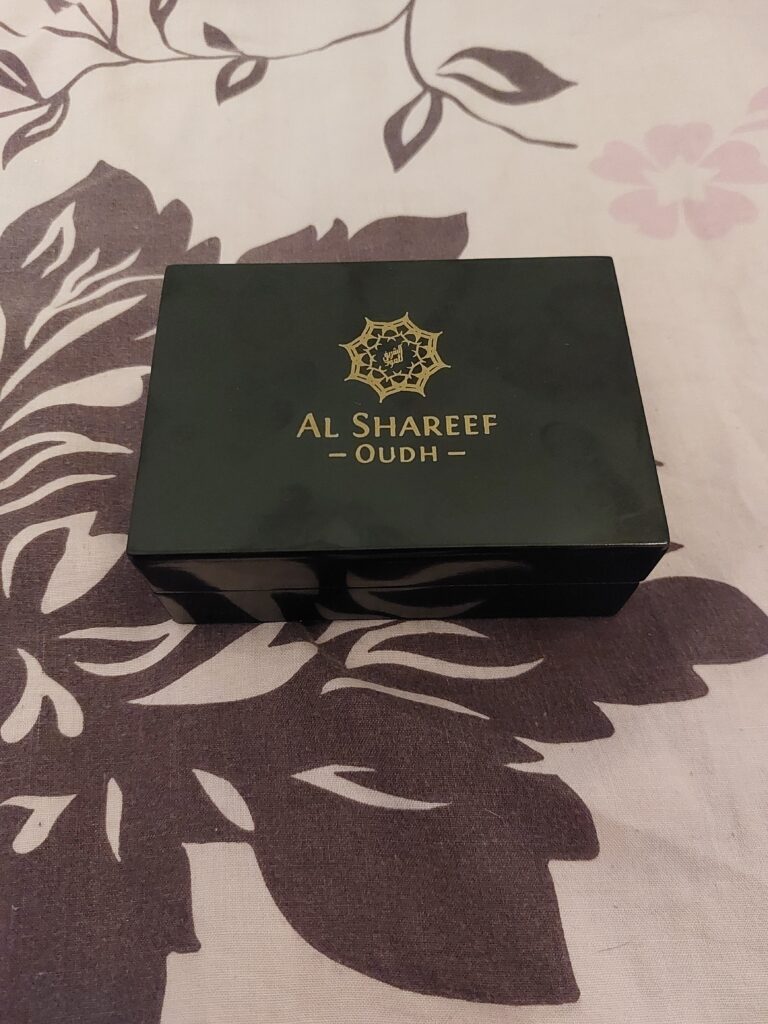 AL SHAREEF
– OUDH –